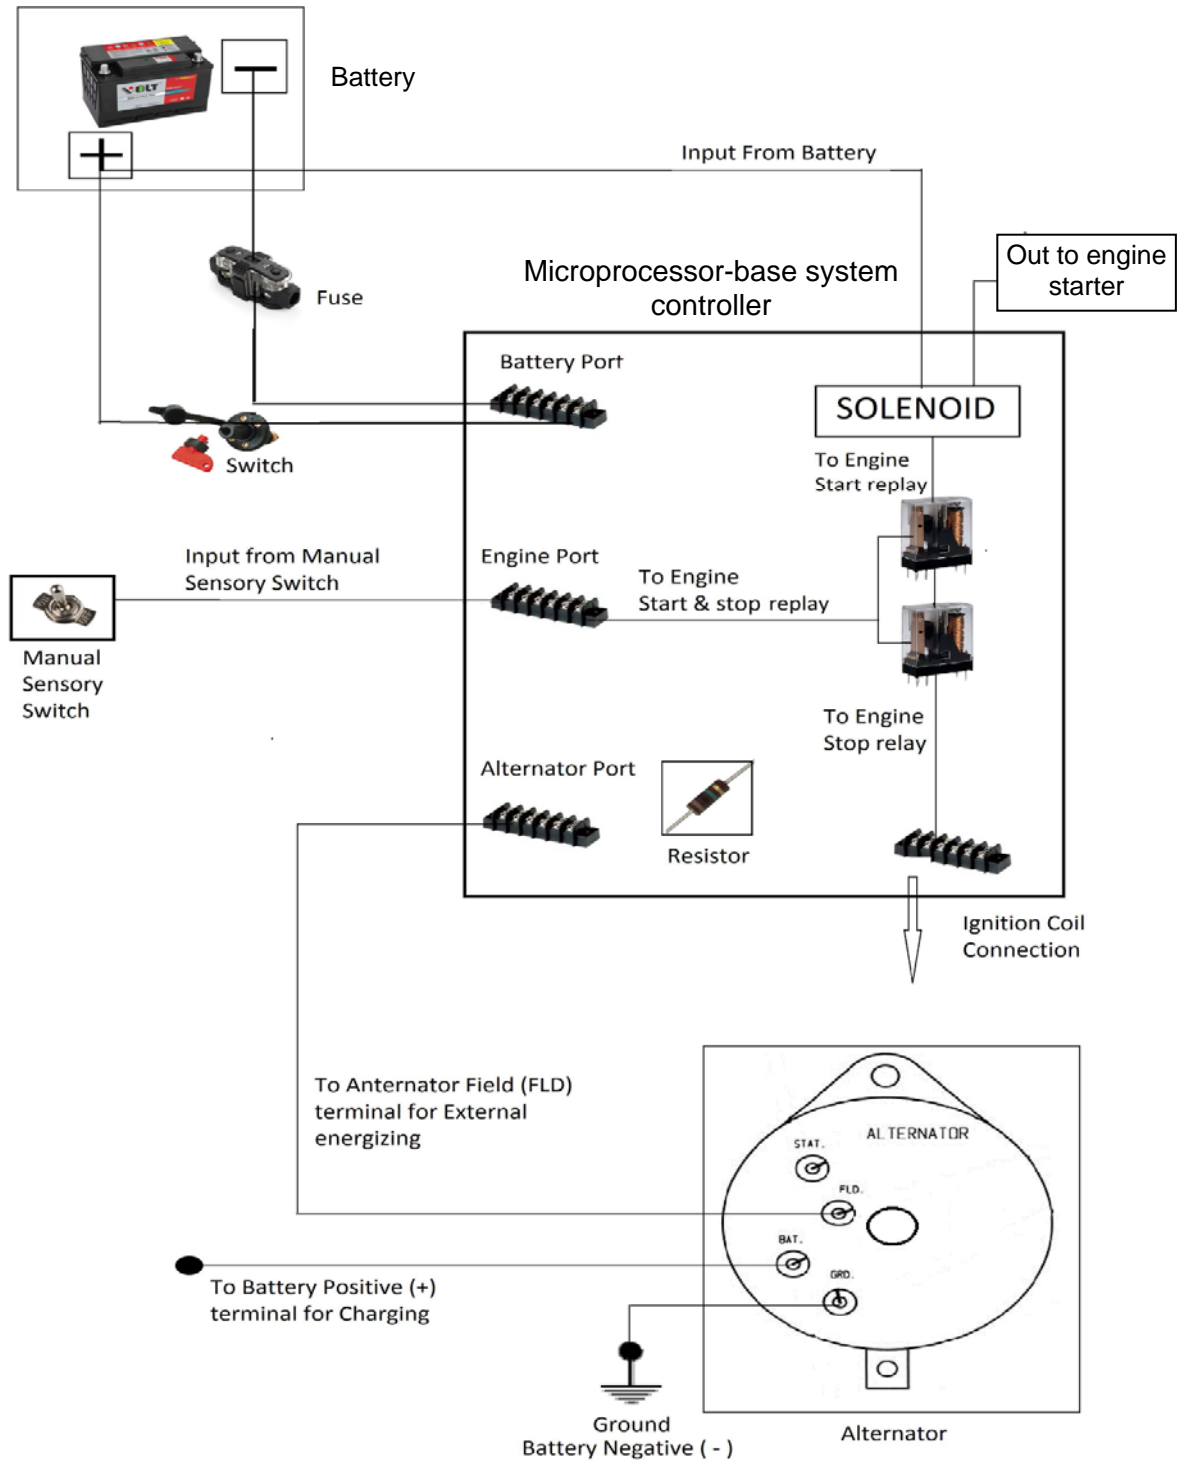 VOLT
Battery
Input From Battery
Out to engine
starter
Fuse
Microprocessor-base system
controller
Battery Port
SOLENOID
Switch
To Engine
Start replay
Input from Manual
Sensory Switch
Engine Port
To Engine
Start & stop replay
Manual
Sensory
Switch
To Engine
Stop relay
Alternator Port
Resistor
Ignition Coil
Connection
To Anternator Field (FLD)
terminal for External
energizing
ALTERNATOR
STAT.
FLD.
BAT.
GRD.
To Battery Positive (+)
terminal for Charging
Ground
Battery Negative ( - )
Alternator